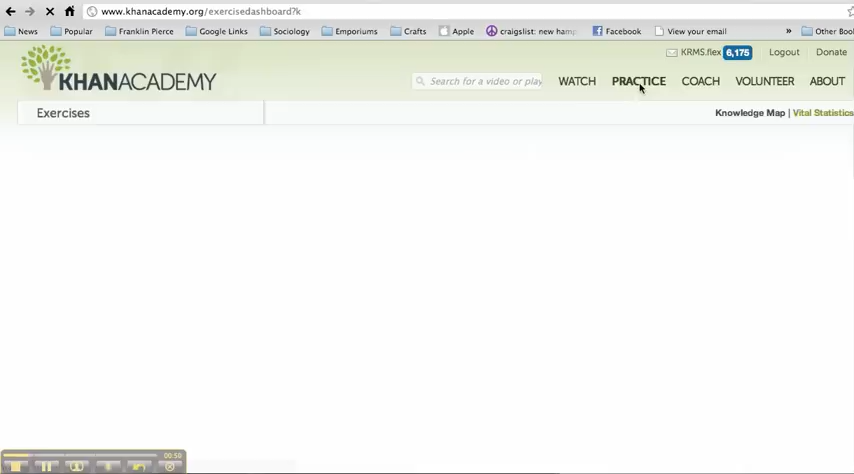 www.khanacademy.org/exercisedashboard?k
News Popular Franklin Pierce Google Links Sociology Emporiums Crafts Apple craigslist: new hamp Facebook View your email » Other Boo
KRMS.flex 6,175 Logout Donate
KHANACADEMY Search for a video or play WATCH PRACTICE COACH VOLUNTEER ABOUT
Exercises Knowledge Map | Vital Statistics
00:50